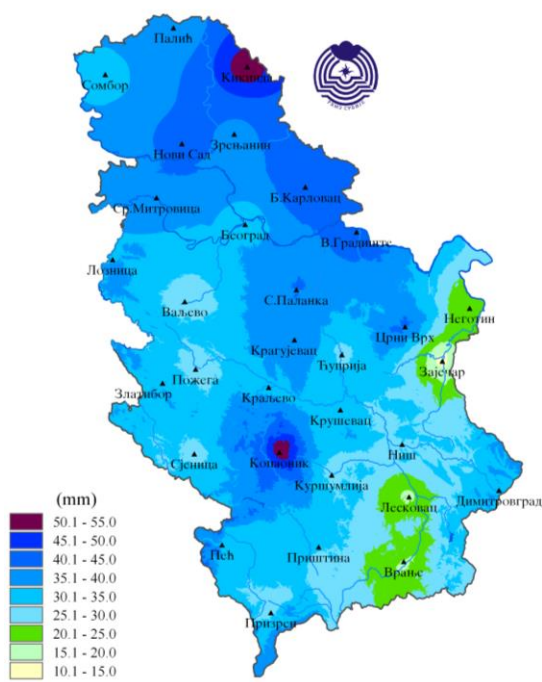 Палић
Кикинда
Сомбор
Зрењанин
Нови Сад
Б.Карловац
Ср.Митровица
Београд
В.Градиште
Лозница
С.Паланка
Ваљево
Неготин
Црни Врх
Крагујевац
Ћуприја
Зајечар
Пожега
Златибор
Краљево
Крушевац
Ниш
Копаоник
Сјеница
Куршумлија
Лесковац
Димитровград
Пећ
Приштина
Врање
Призрен
(mm)
50.1 - 55.0
45.1 - 50.0
40.1 - 45.0
35.1 - 40.0
30.1 - 35.0
25.1 - 30.0
20.1 - 25.0
15.1 - 20.0
10.1 - 15.0